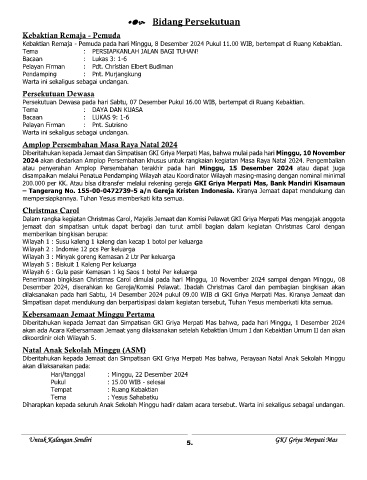 Bidang Persekutuan
Kebaktian Remaja - Pemuda
Kebaktian Remaja - Pemuda pada hari Minggu, 8 Desember 2024 Pukul 11.00 WIB, bertempat di Ruang Kebaktian.
Tema : PERSIAPKANLAH JALAN BAGI TUHAN!
Bacaan : Lukas 3: 1-6
Pelayan Firman : Pdt. Christian Elbert Budiman
Pendamping : Pnt. Murjangkung
Warta ini sekaligus sebagai undangan.
Persekutuan Dewasa
Persekutuan Dewasa pada hari Sabtu, 07 Desember Pukul 16.00 WIB, bertempat di Ruang Kebaktian.
Tema : DAYA DAN KUASA
Bacaan : LUKAS 9: 1-6
Pelayan Firman : Pnt. Sutrisno
Warta ini sekaligus sebagai undangan.
Amplop Persembahan Masa Raya Natal 2024
Diberitahukan kepada Jemaat dan Simpatisan GKI Griya Merpati Mas, bahwa mulai pada hari Minggu, 10 November
2024 akan diedarkan Amplop Persembahan khusus untuk rangkaian kegiatan Masa Raya Natal 2024. Pengembalian
atau penyerahan Amplop Persembahan terakhir pada hari Minggu, 15 Desember 2024 atau dapat juga
disampaikan melalui Penatua Pendamping Wilayah atau Koordinator Wilayah masing-masing dengan nominal minimal
200.000 per KK. Atau bisa ditransfer melalui rekening gereja GKI Griya Merpati Mas, Bank Mandiri Kisamaun
– Tangerang No. 155-00-0472739-5 a/n Gereja Kristen Indonesia. Kiranya Jemaat dapat mendukung dan
mempersiapkannya. Tuhan Yesus memberkati kita semua.
Christmas Carol
Dalam rangka kegiatan Christmas Carol, Majelis Jemaat dan Komisi Pelawat GKI Griya Merpati Mas mengajak anggota
jemaat dan simpatisan untuk dapat berbagi dan turut ambil bagian dalam kegiatan Christmas Carol dengan
memberikan bingkisan berupa:
Wilayah 1 : Susu kaleng 1 kaleng dan kecap 1 botol per keluarga
Wilayah 2 : Indomie 12 pcs Per keluarga
Wilayah 3 : Minyak goreng Kemasan 2 Ltr Per keluarga
Wilayah 5 : Biskuit 1 Kaleng Per keluarga
Wilayah 6 : Gula pasir Kemasan 1 kg Saos 1 botol Per keluarga
Penerimaan bingkisan Christmas Carol dimulai pada hari Minggu, 10 November 2024 sampai dengan Minggu, 08
Desember 2024, diserahkan ke Gereja/Komisi Pelawat. Ibadah Christmas Carol dan pembagian bingkisan akan
dilaksanakan pada hari Sabtu, 14 Desember 2024 pukul 09.00 WIB di GKI Griya Merpati Mas. Kiranya Jemaat dan
Simpatisan dapat mendukung dan berpartisipasi dalam kegiatan tersebut, Tuhan Yesus memberkati kita semua.
Kebersamaan Jemaat Minggu Pertama
Diberitahukan kepada Jemaat dan Simpatisan GKI Griya Merpati Mas bahwa, pada hari Minggu, 1 Desember 2024
akan ada Acara Kebersamaan Jemaat yang dilaksanakan setelah Kebaktian Umum I dan Kebaktian Umum II dan akan
dikoordinir oleh Wilayah 5.
Natal Anak Sekolah Minggu (ASM)
Diberitahukan kepada Jemaat dan Simpatisan GKI Griya Merpati Mas bahwa, Perayaan Natal Anak Sekolah Minggu
akan dilaksanakan pada:
Hari/tanggal : Minggu, 22 Desember 2024
Pukul : 15.00 WIB - selesai
Tempat : Ruang Kebaktian
Tema : Yesus Sahabatku
Diharapkan kepada seluruh Anak Sekolah Minggu hadir dalam acara tersebut. Warta ini sekaligus sebagai undangan.
Untuk Kalangan Sendiri
5.
GKI Griya Merpati Mas